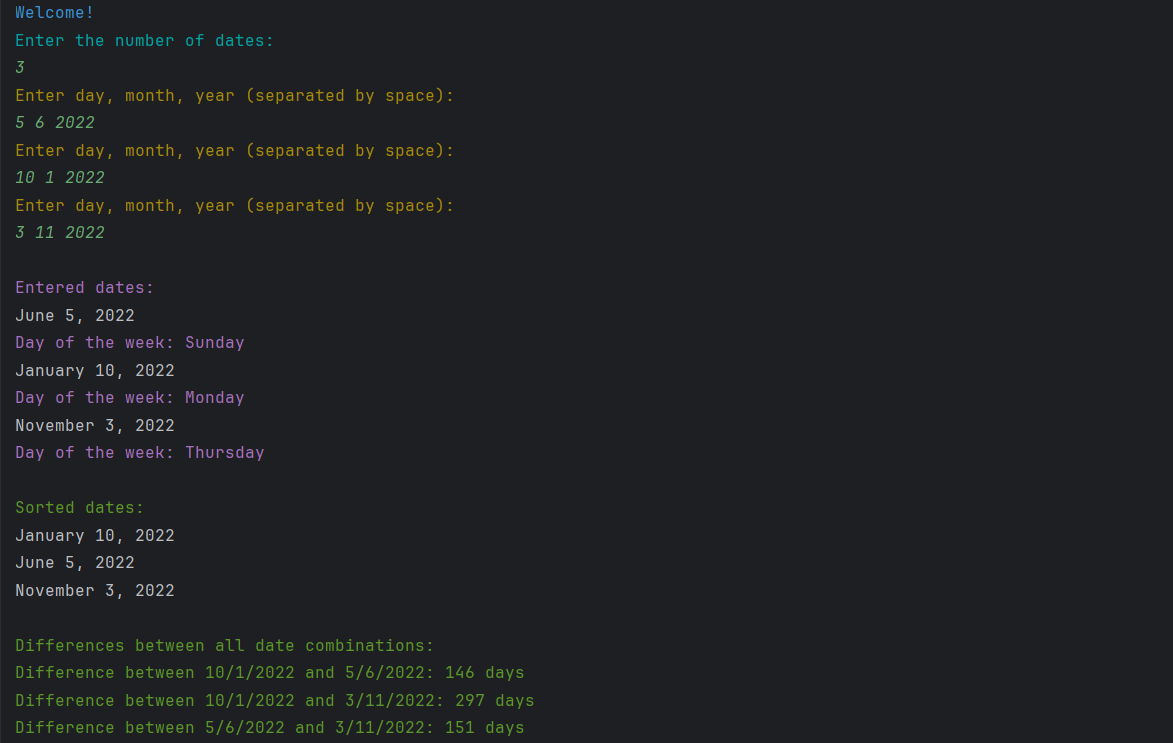 Welcome!
Enter the number of dates:
3
Enter day, month, year (separated by space):
5 6 2022
Enter day, month, year (separated by space):
10 1 2022
Enter day, month, year (separated by space):
3 11 2022
Entered dates:
June 5, 2022
Day of the week: Sunday
January 10, 2022
Day of the week: Monday
November 3, 2022
Day of the week: Thursday
Sorted dates:
January 10, 2022
June 5, 2022
November 3, 2022
Differences between all date combinations:
Difference between 10/1/2022 and 5/6/2022: 146 days
Difference between 10/1/2022 and 3/11/2022: 297 days
Difference between 5/6/2022 and 3/11/2022: 151 days